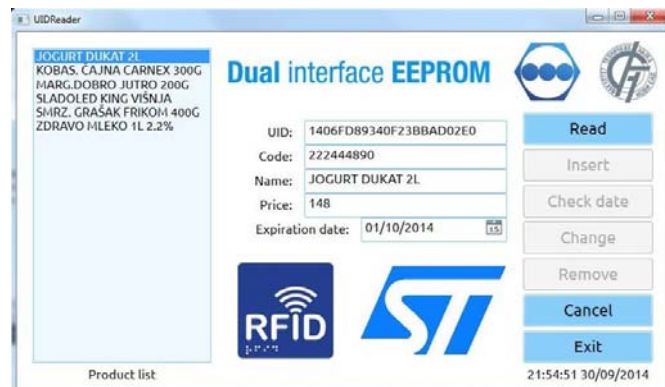 UIDReader
JOGURT DUKAT 2L
KOBAS. ČAJNA CARNEX 300G
MARG.DOBRO JUTRO 200G
SLADOLED KING VIŠNJA
SMRZ. GRAŠAK FRIKOM 400G
ZDRAVO MLEKO 1L 2.2%
Product list
Dual interface EEPROM
UID: 1406FD89340F23BBAD02E0
Code: 222444890
Name: JOGURT DUKAT 2L
Price: 148
Expiration date: 01/10/2014
15
RFID
ST
Read
Insert
Check date
Change
Remove
Cancel
Exit
21:54:51 30/09/2014